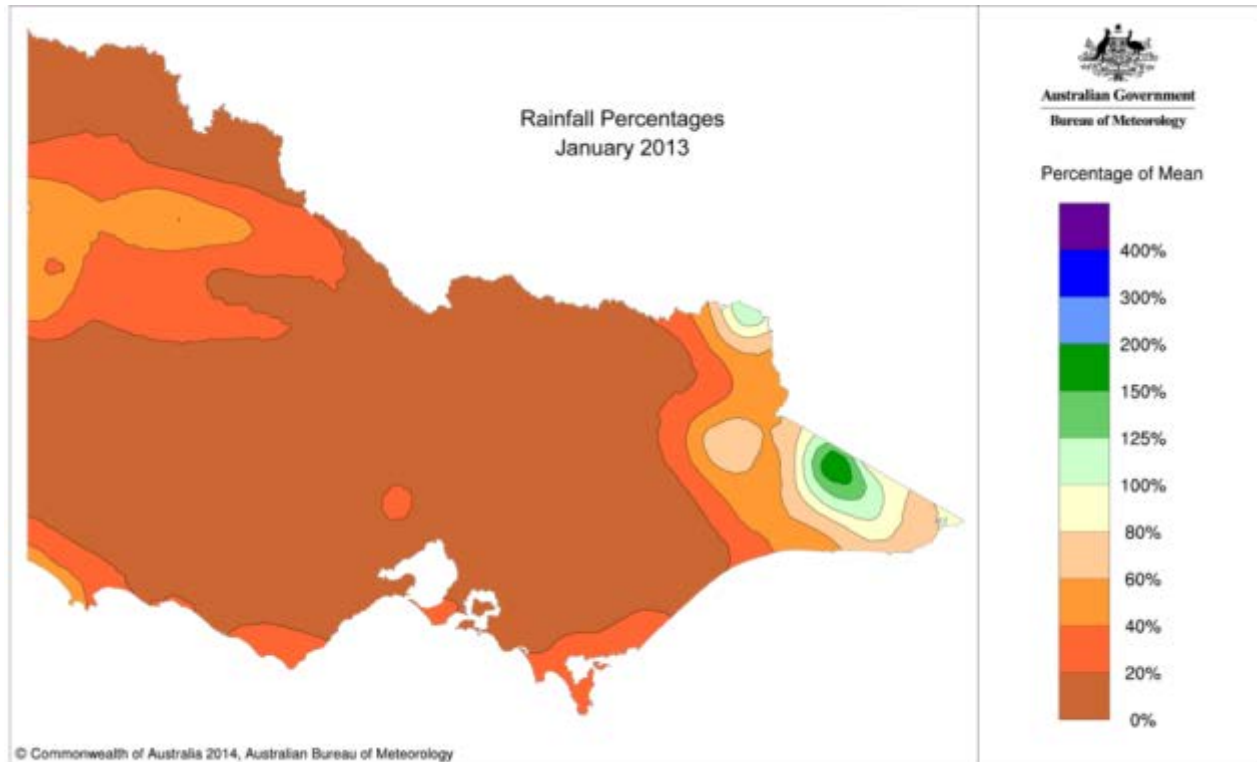 Rainfall Percentages
January 2013
Australian Government
Bureau of Meteorology
Percentage of Mean
400%
300%
200%
150%
125%
100%
80%
60%
40%
20%
0%
© Commonwealth of Australia 2014, Australian Bureau of Meteorology